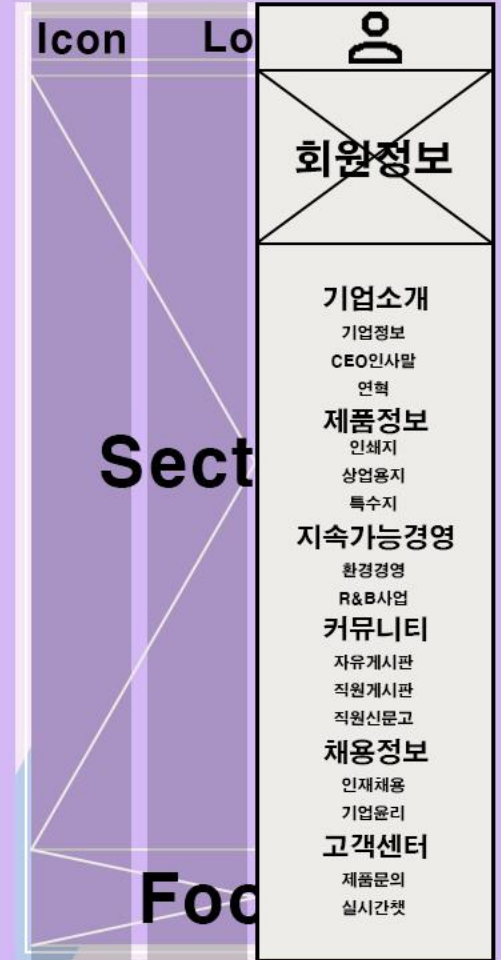 Icon
Lo
회원정보
기업소개
기업정보
CEO인사말
연혁
제품정보
인쇄지
상업용지
특수지
지속가능경영
환경경영
R&B사업
커뮤니티
자유게시판
직원게시판
직원신문고
Sect
채용정보
인재채용
기업윤리
고객센터
제품문의
실시간챗
Foo